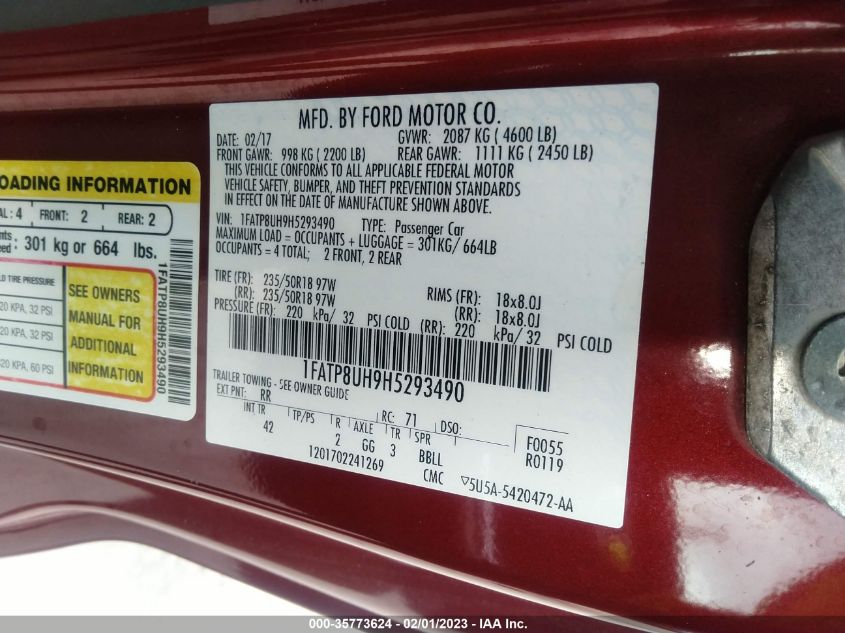 MFD. BY FORD MOTOR CO.
DATE: 02/17 GVWR: 2087 KG ( 4600 LB)
FRONT GAWR: 998 KG ( 2200 LB) REAR GAWR: 1111 KG ( 2450 LB)
THIS VEHICLE CONFORMS TO ALL APPLICABLE FEDERAL MOTOR
VEHICLE SAFETY, BUMPER, AND THEFT PREVENTION STANDARDS
IN EFFECT ON THE DATE OF MANUFACTURE SHOWN ABOVE.
VIN: 1FATP8UH9H5293490 TYPE: Passenger Car
MAXIMUM LOAD = OCCUPANTS + LUGGAGE = 301KG/ 664LB
OCCUPANTS = 4 TOTAL; 2 FRONT, 2 REAR
TIRE (FR): 235/50R18 97W RIMS (FR): 18x8.0J
(RR): 235/50R18 97W (RR): 18x8.0J
PRESSURE (FR): 220 kPa/ 32 PSI COLD (RR): 220 kPa/ 32 PSI COLD
1FATP8UH9H5293490
TRAILER TOWING - SEE OWNER GUIDE
EXT PNT: RR RC: 71 DSO:
INT TR TP/PS R AXLE TR SPR F0055
42 2 GG 3 BBLL R0119
1201702241269 CMC ▽5U5A-5420472-AA
OADING INFORMATION
AL: 4 FRONT: 2 REAR: 2
nts
eed: 301 kg or 664 lbs.
LD TIRE PRESSURE
20 KPA, 32 PSI
20 KPA, 32 PSI
420 KPA, 60 PSI
SEE OWNERS
MANUAL FOR
ADDITIONAL
INFORMATION
1FATP8UH9H5293490
000-35773624 - 02/01/2023 - IAA Inc.